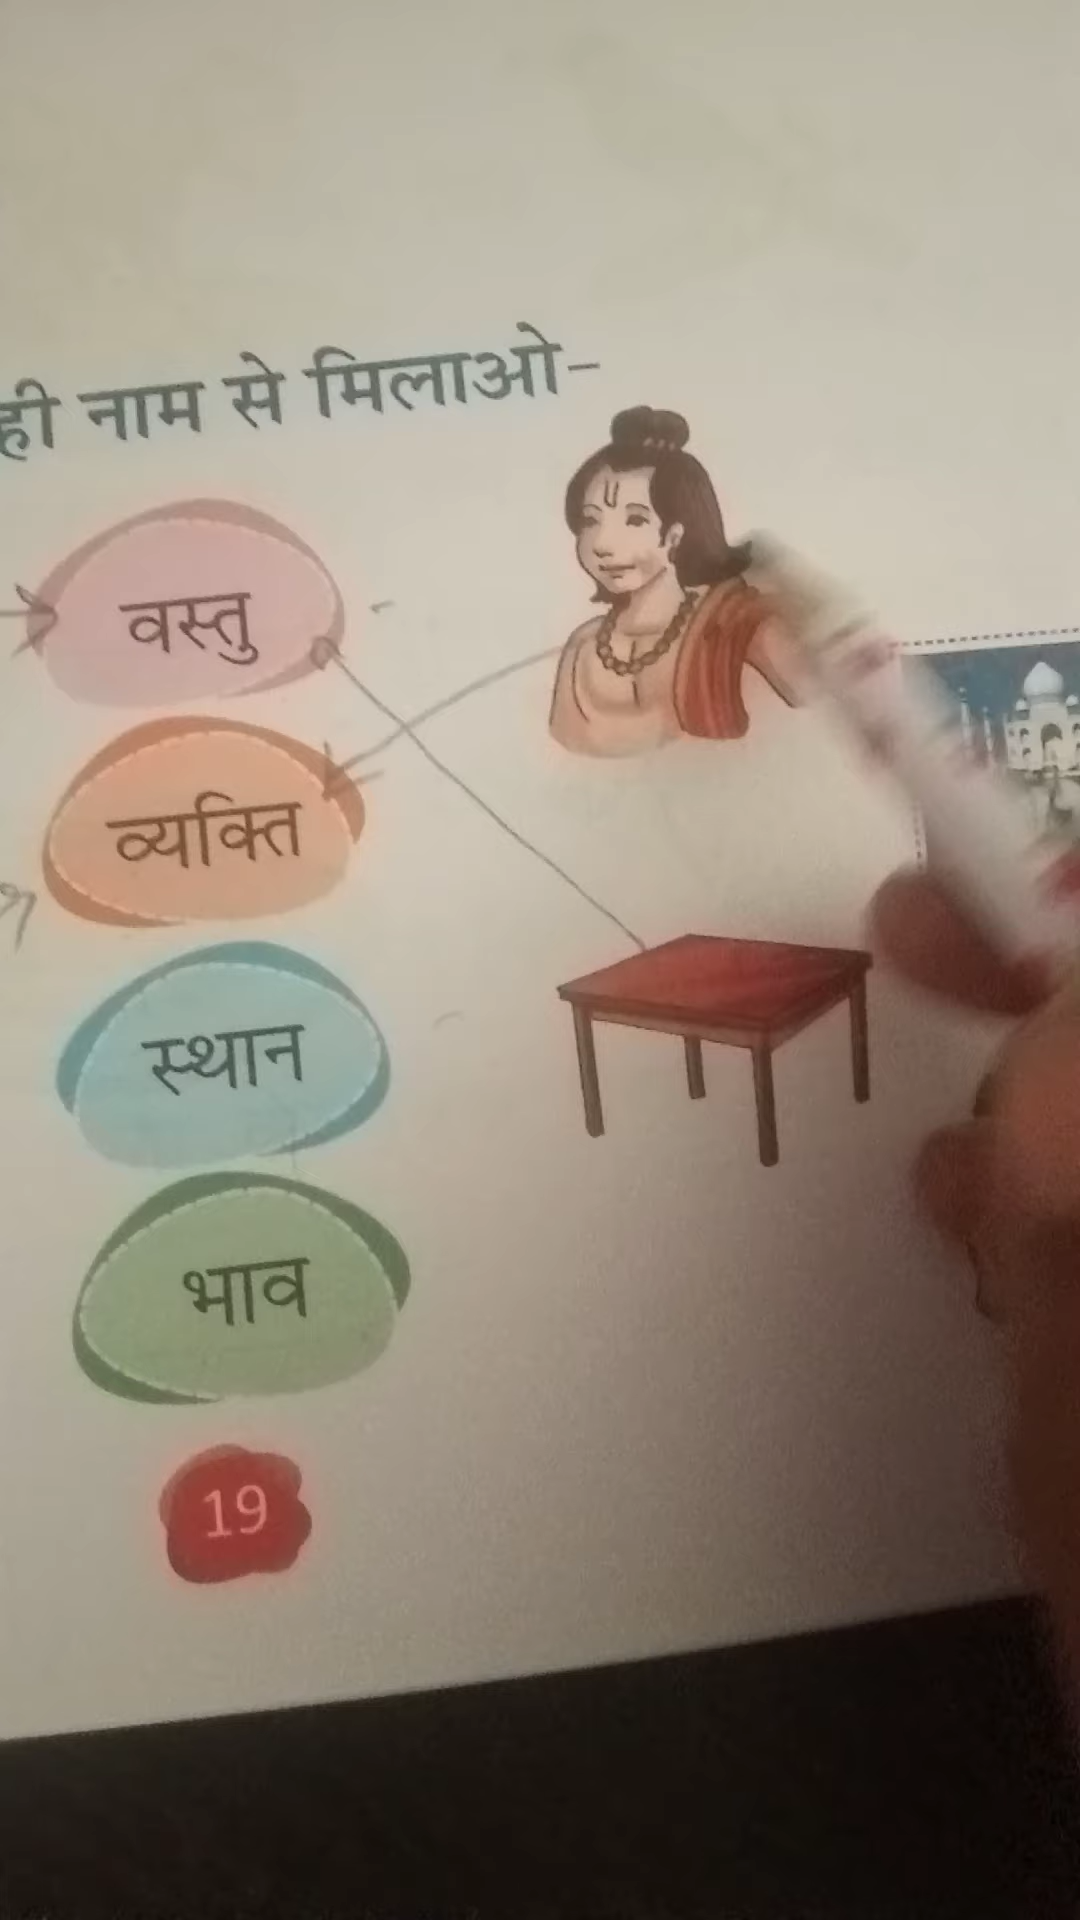 ही नाम से मिलाओ-
वस्तु
व्यक्ति
स्थान
भाव
19